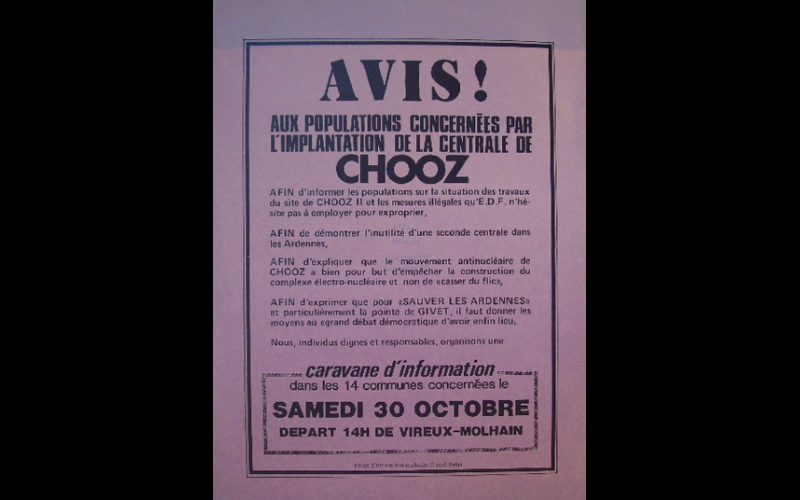 AVIS!
AUX POPULATIONS CONCERNÉES PAR
L'IMPLANTATION DE LA CENTRALE DE
CHOOZ
AFIN d'informer les populations sur la situation des travaux
du site de CHOOZ II et les mesures illégales qu'E.D.F. n'hé-
site pas à employer pour exproprier,
AFIN de démontrer l'inutilité d'une seconde centrale dans
les Ardennes,
AFIN d'expliquer que le mouvement antinucléaire de
CHOOZ a bien pour but d'empêcher la construction du
complexe électro-nucléaire et non de «casser du flic»,
AFIN d'exprimer que pour «SAUVER LES ARDENNES»
et particulièrement la pointe de GIVET, il faut donner les
moyens au «grand débat démocratique d'avoir enfin lieu,
Nous, individus dignes et responsables, organisons une
caravane d'information
dans les 14 communes concernées le
SAMEDI 30 OCTOBRE
DEPART 14H DE VIREUX-MOLHAIN